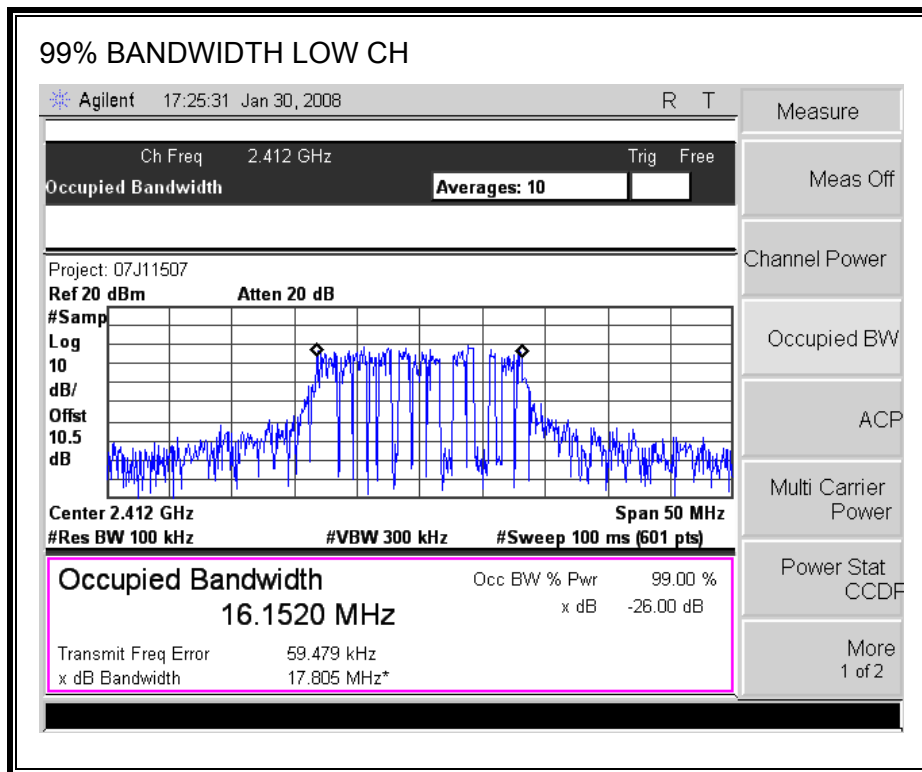 99% BANDWIDTH LOW CH
Agilent 17:25:31 Jan 30, 2008 R T
Measure
Ch Freq 2.412 GHz Trig Free
Occupied Bandwidth Averages: 10
Meas Off
Channel Power
Occupied BW
ACP
Multi Carrier
Power
Power Stat
CCDF
More
1 of 2
Project: 07J11507
Ref 20 dBm Atten 20 dB
#Samp
Log
10
dB/
Offst
10.5
dB
Center 2.412 GHz Span 50 MHz
#Res BW 100 kHz #VBW 300 kHz #Sweep 100 ms (601 pts)
Occupied Bandwidth Occ BW % Pwr 99.00 %
16.1520 MHz x dB -26.00 dB
Transmit Freq Error 59.479 kHz
x dB Bandwidth 17.805 MHz*